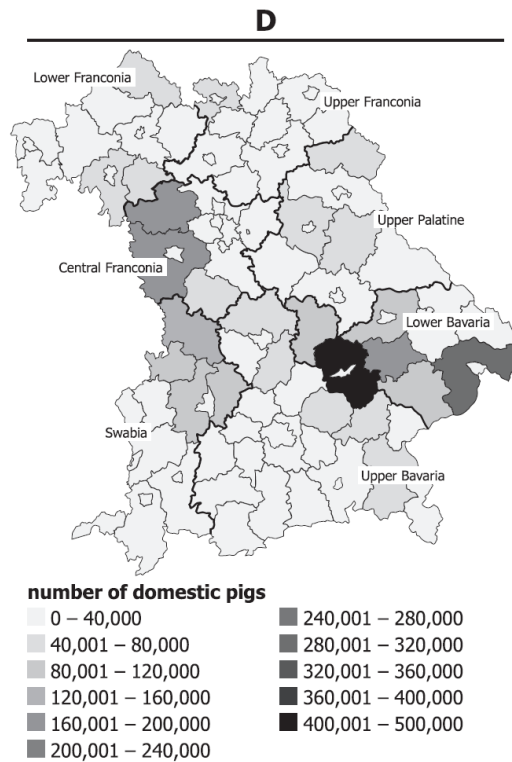 D
Lower Franconia
Upper Franconia
Upper Palatine
Central Franconia
Lower Bavaria
Swabia
Upper Bavaria
number of domestic pigs
0 – 40,000
40,001 – 80,000
80,001 – 120,000
120,001 – 160,000
160,001 – 200,000
200,001 – 240,000
240,001 – 280,000
280,001 – 320,000
320,001 – 360,000
360,001 – 400,000
400,001 – 500,000